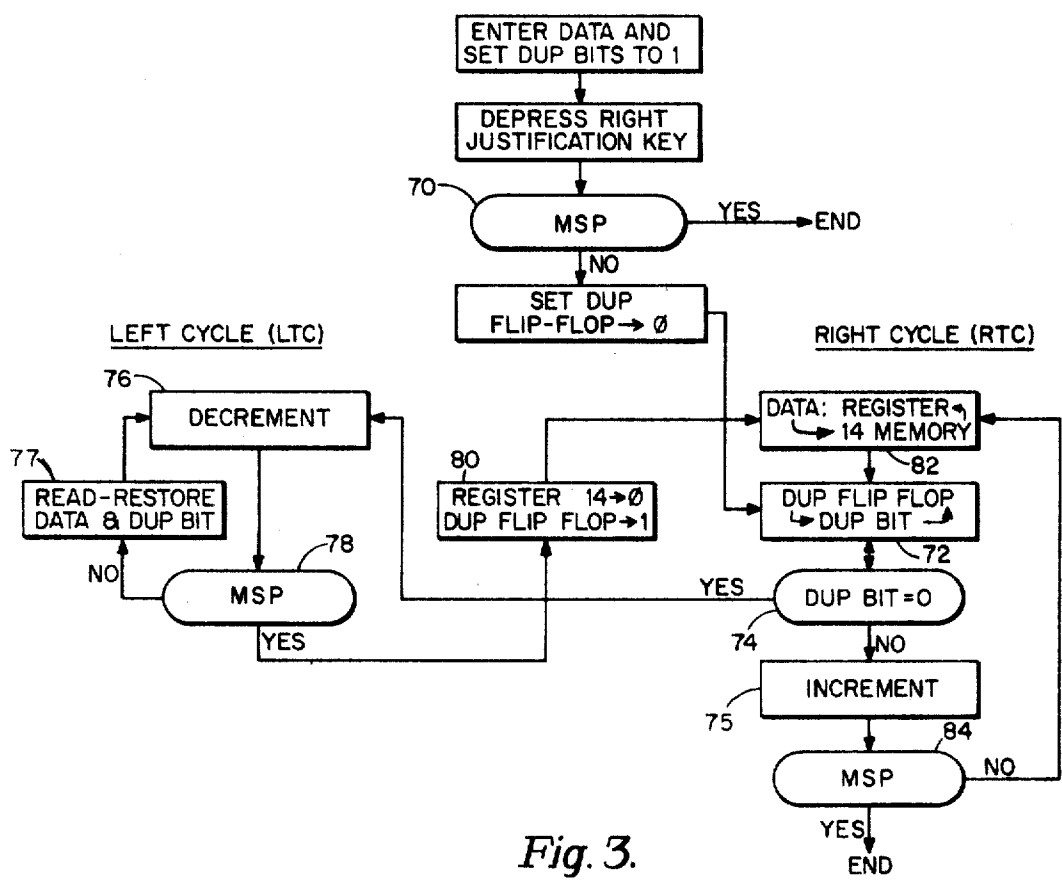 ENTER DATA AND
SET DUP BITS TO 1
DEPRESS RIGHT
JUSTIFICATION KEY
70
MSP
YES
END
NO
SET DUP
FLIP-FLOP → Ø
LEFT CYCLE (LTC)
RIGHT CYCLE (RTC)
76
DECREMENT
DATA: REGISTER
14 MEMORY
82
77
READ-RESTORE
DATA & DUP BIT
80
REGISTER 14→Ø
DUP FLIP FLOP→1
DUP FLIP FLOP
DUP BIT
72
NO
78
MSP
YES
YES
DUP BIT=0
74
NO
INCREMENT
75
84
MSP
NO
YES
END
Fig. 3.